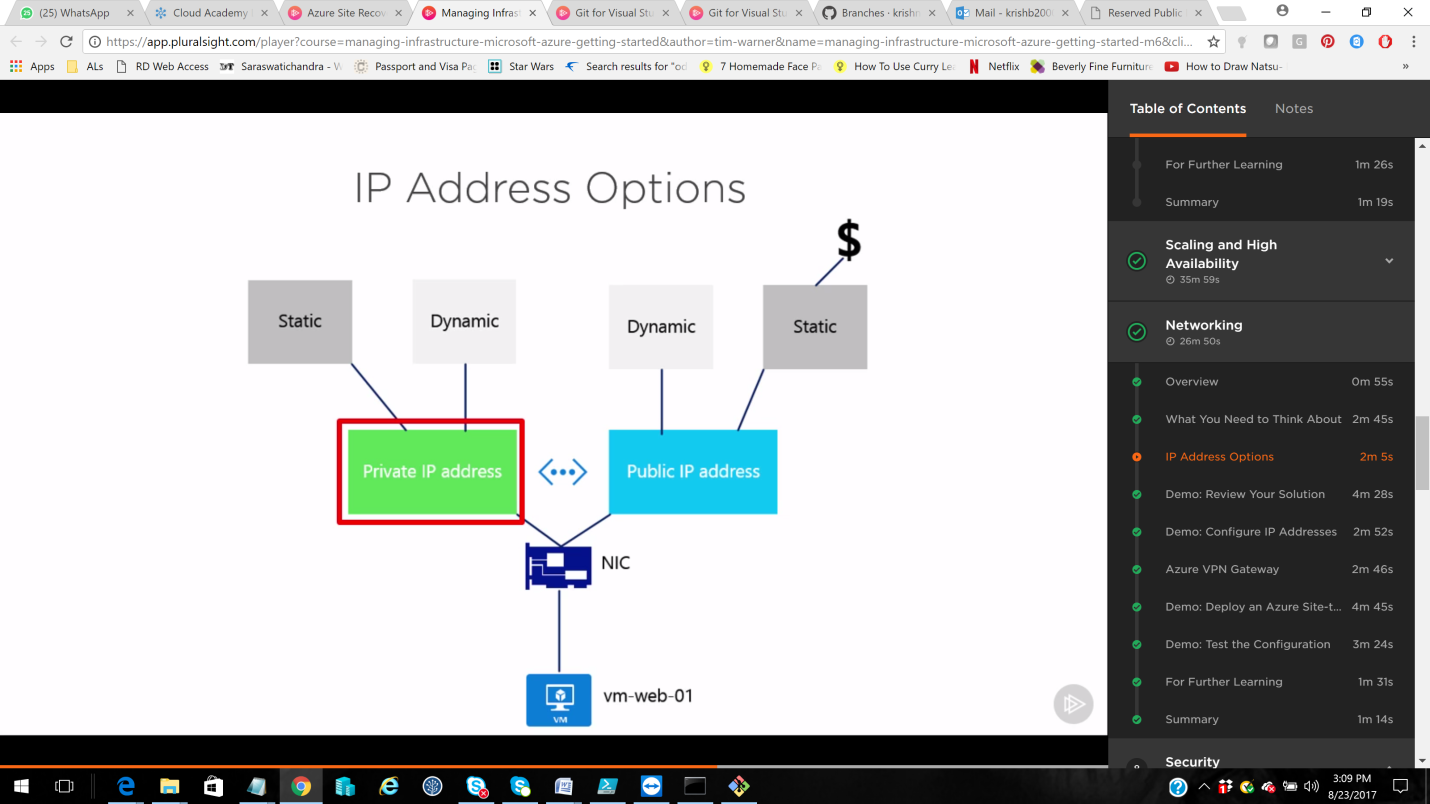 (25) WhatsApp
Cloud Academy
Azure Site Recov
Managing Infrast
Git for Visual Stu
Git for Visual Stu
Branches · krishn
Mail - krishb200
Reserved Public
https://app.pluralsight.com/player?course=managing-infrastructure-microsoft-azure-getting-started&author=tim-warner&name=managing-infrastructure-microsoft-azure-getting-started-m6&cli...
Apps
ALs
RD Web Access
Saraswatichandra - W
Passport and Visa Pag
Star Wars
Search results for "od
7 Homemade Face Pa
How To Use Curry Lea
Netflix
Beverly Fine Furniture
How to Draw Natsu-
»
Table of Contents
Notes
For Further Learning 1m 26s
Summary 1m 19s
Scaling and High
Availability
35m 59s
Networking
26m 50s
Overview 0m 55s
What You Need to Think About 2m 45s
IP Address Options 2m 5s
Demo: Review Your Solution 4m 28s
Demo: Configure IP Addresses 2m 52s
Azure VPN Gateway 2m 46s
Demo: Deploy an Azure Site-t... 4m 45s
Demo: Test the Configuration 3m 24s
For Further Learning 1m 31s
Summary 1m 14s
Security
IP Address Options
$
Static
Dynamic
Dynamic
Static
Private IP address
Public IP address
NIC
VM
vm-web-01
3:09 PM
8/23/2017